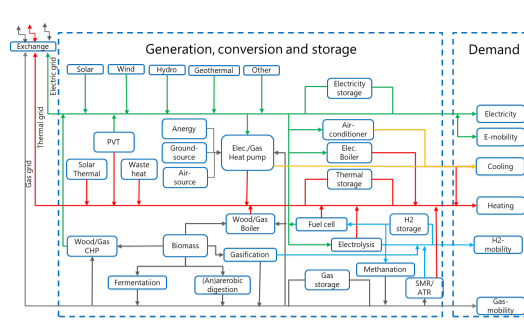 Exchange
Generation, conversion and storage
Demand
Electric grid
Thermal grid
Gas grid
Solar
Wind
Hydro
Geothermal
Other
Electricity
storage
Electricity
E-mobility
PVT
Anergy
Ground-
source
Air-
source
Elec./Gas
Heat pump
Air-
conditioner
Elec.
Boiler
Cooling
Solar
Thermal
Waste
heat
Thermal
storage
Heating
Wood/Gas
Boiler
Fuel cell
H2
storage
Wood/Gas
CHP
Biomass
Gasification
Electrolysis
H2-
mobility
Methanation
Fermentatiion
(An)arerobic
digestion
Gas
storage
SMR/
ATR
Gas-
mobility